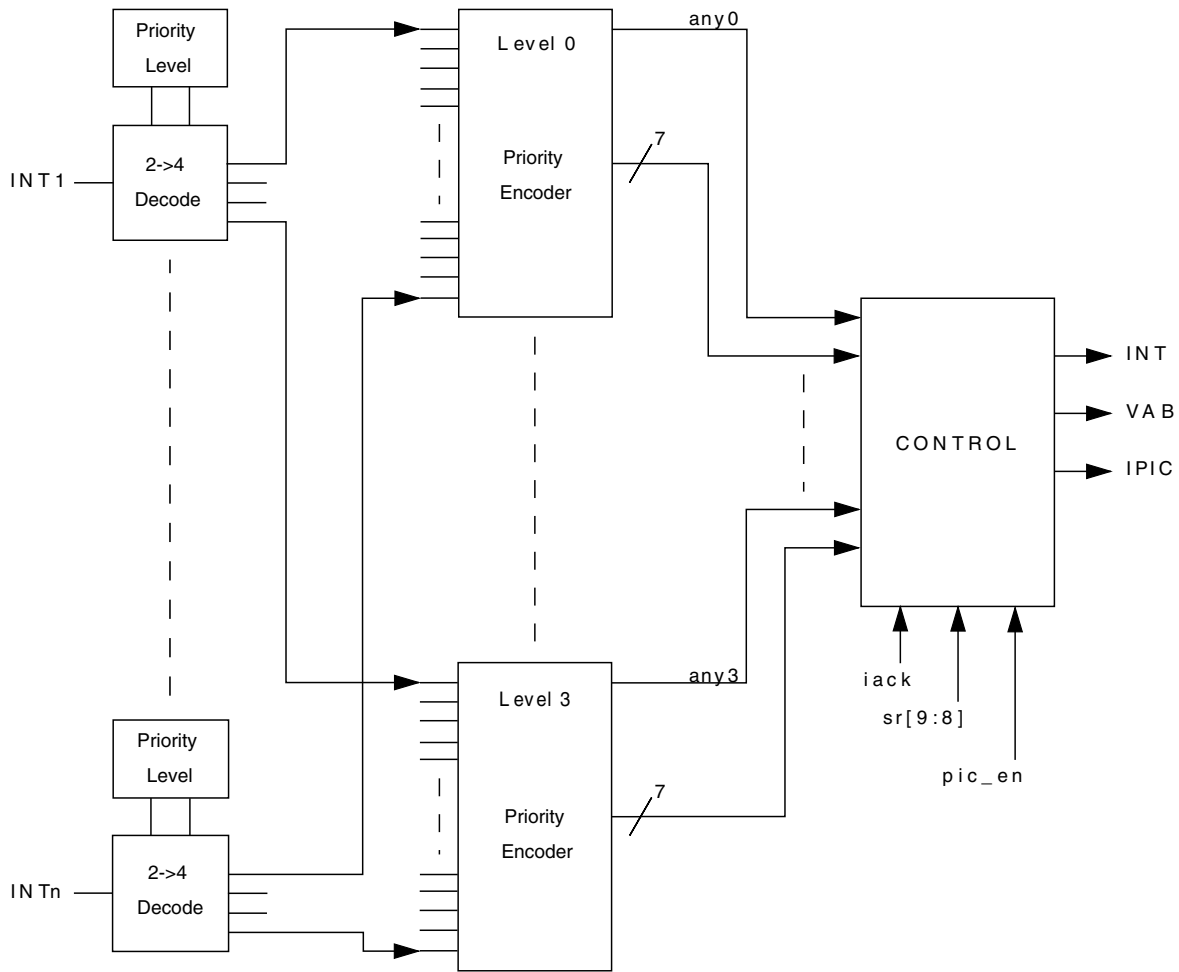 Priority
Level
2->4
Decode
INT1
Level 0
Priority
Encoder
any0
7
CONTROL
INT
VAB
IPIC
iack
sr[9:8]
pic_en
Level 3
Priority
Encoder
any3
7
Priority
Level
2->4
Decode
INTn